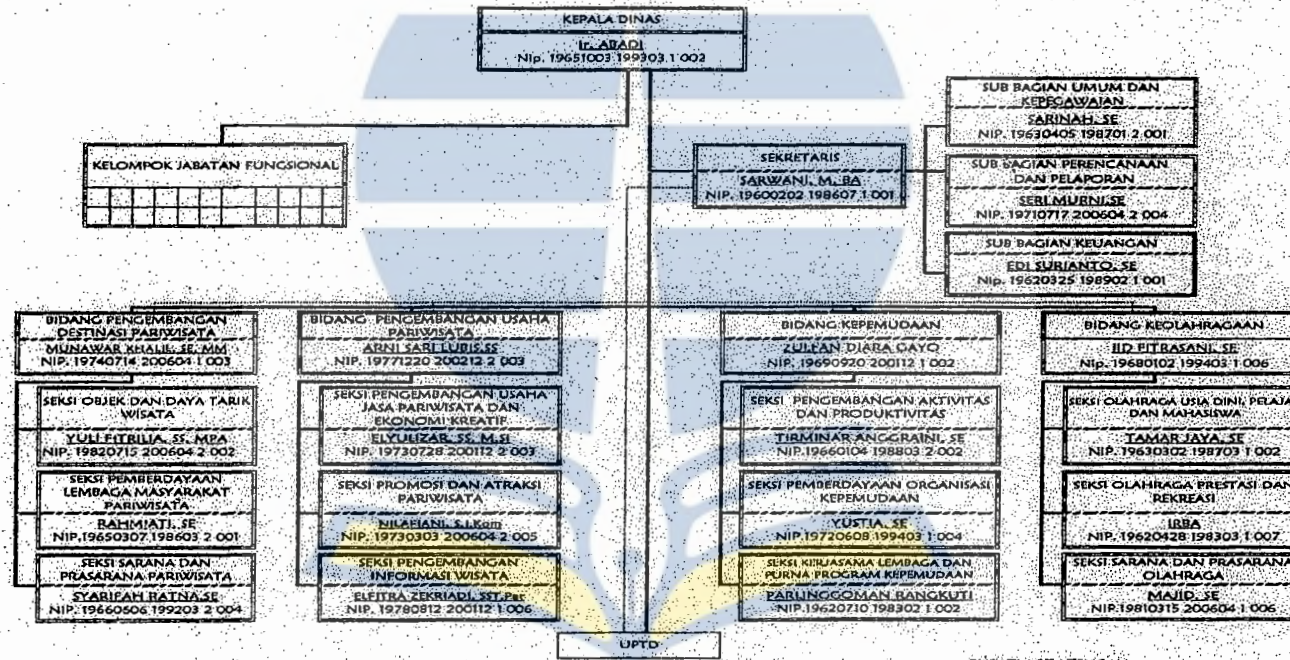 KEPALA DINAS
Ir. ABADI
Nip. 19651003 199303 1 002
KELOMPOK JABATAN FUNGSIONAL
SEKRETARIS
SARWANI, M. BA
NIP. 19600202 198607 1 001
SUB BAGIAN UMUM DAN
KEPEGAWAIAN
SARINAH, SE
NIP. 19630405 198701 2 001
SUB BAGIAN PERENCANAAN
DAN PELAPORAN
SERI MURNI,SE
NIP. 19710717 200604 2 004
SUB BAGIAN KEUANGAN
EDI SURIANTO, SE
Nip. 19620325 198902 1 001
BIDANG PENGEMBANGAN
DESTINASI PARIWISATA
MUNAWAR KHALIL, SE, MM
NIP. 19740714 200604 1 003
SEKSI OBJEK DAN DAYA TARIK
WISATA
YULI FITRILIA, SS, MPA
NIP. 19820715 200604 2 002
SEKSI PEMBERDAYAAN
LEMBAGA MASYARAKAT
PARIWISATA
RAHMIATI, SE
NIP.19650307 198603 2 001
SEKSI SARANA DAN
PRASARANA PARIWISATA
SYARIFAH RATNA,SE
NIP. 19660606 199203 2 004
BIDANG PENGEMBANGAN USAHA
PARIWISATA
ARNI SARI LUBIS,SS
NIP. 19771220 200212 2 003
SEKSI PENGEMBANGAN USAHA
JASA PARIWISATA DAN
EKONOMI KREATIF
ELYULIZAR, SS, M.SI
NIP. 19730728 200112 2 003
SEKSI PROMOSI DAN ATRAKSI
PARIWISATA
NILAFIANI, S.I.Kom
NIP. 19730303 200604 2 005
SEKSI PENGEMBANGAN
INFORMASI WISATA
ELFITRA ZEKRIADI, SST.Par
NIP. 19780812 200112 1 006
BIDANG KEPEMUDAAN
ZULFAN DIARA GAYO
NIP. 19690920 200112 1 002
SEKSI PENGEMBANGAN AKTIVITAS
DAN PRODUKTIVITAS
TIRMINAR ANGGRAINI, SE
NIP. 19660104 198803 2 002
SEKSI PEMBERDAYAAN ORGANISASI
KEPEMUDAAN
YUSTIA, SE
NIP.19720608 199403 1 004
SEKSI KERJASAMA LEMBAGA DAN
PURNA PROGRAM KEPEMUDAAN
PARUNGGOMAN RANGKUTI
NIP.19620710 198302 1 002
BIDANG KEOLAHRAGAAN
IID FITRASANI, SE
Nip. 19680102 199403 1 006
SEKSI OLAHRAGA USIA DINI, PELAJA
DAN MAHASISWA
TAMAR JAYA, SE
NIP.19630302 198703 1 002
SEKSI OLAHRAGA PRESTASI DAN
REKREASI
IRBA
NIP.19620428 198303 1 007
SEKSI SARANA DAN PRASARANA
OLAHRAGA
MAJID, SE
NIP.19810315 200604 1 006
UPTD